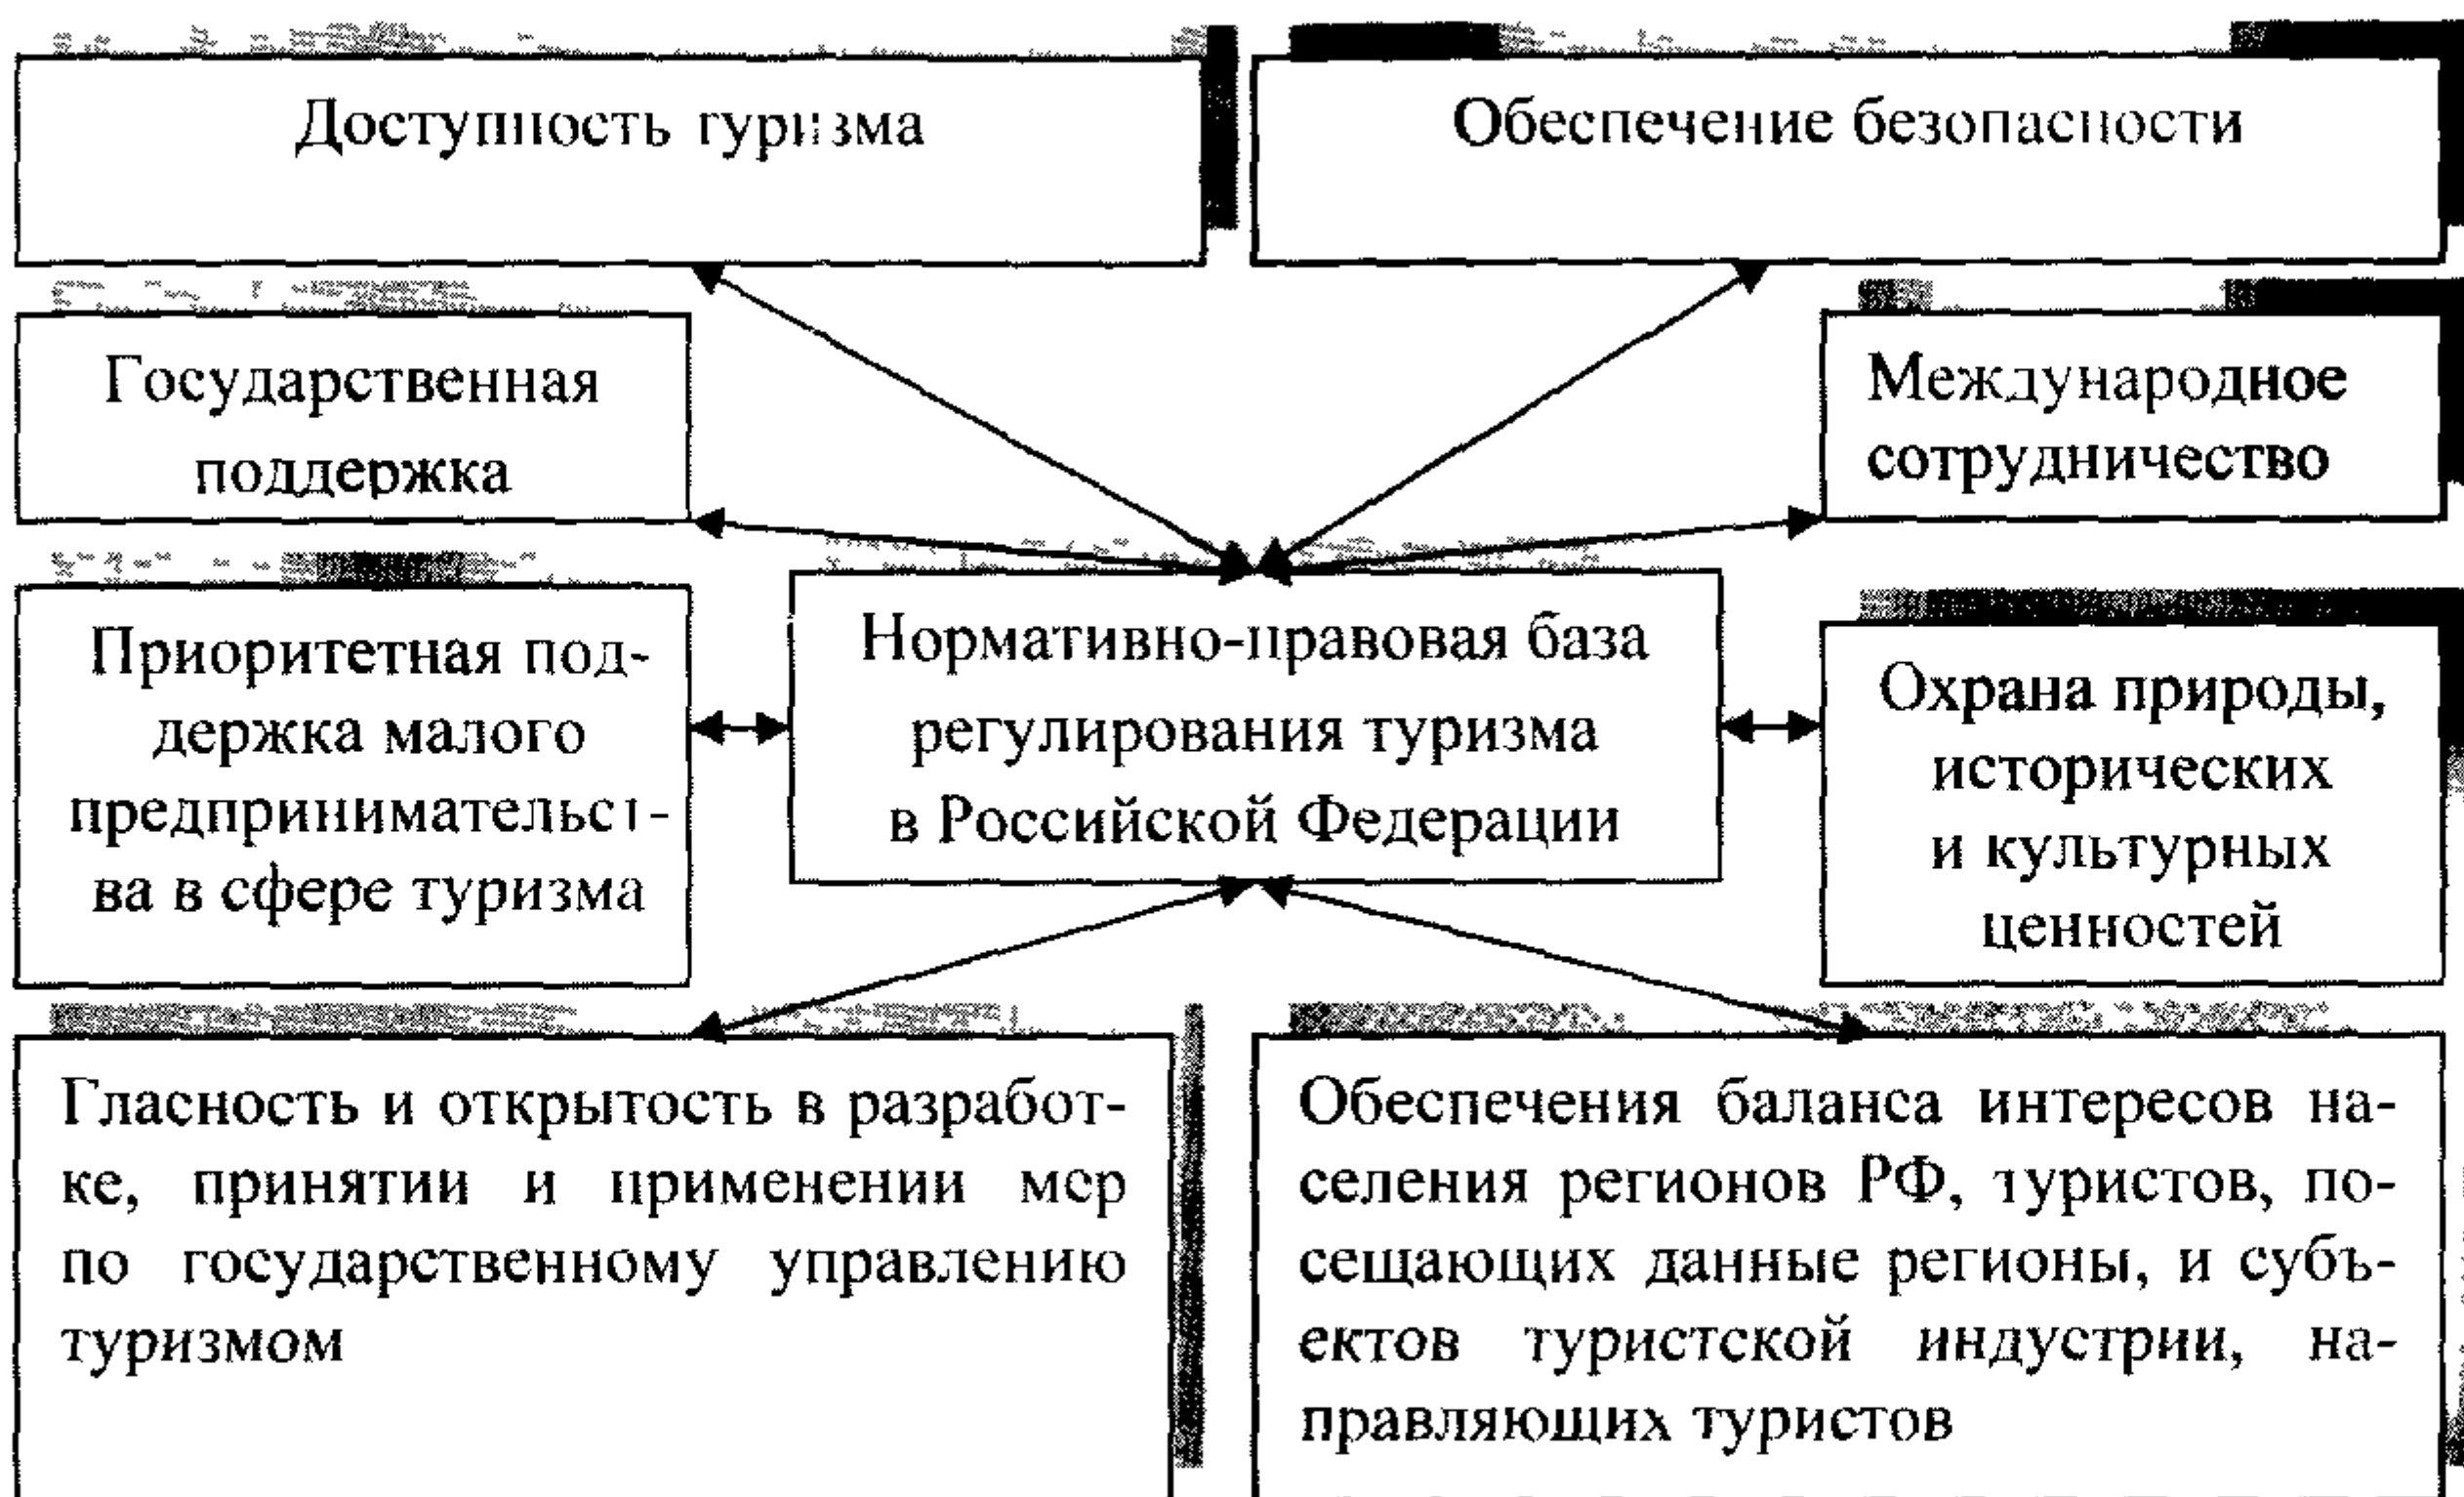 Доступность туризма
Обеспечение безопасности
Государственная
поддержка
Международное
сотрудничество
Приоритетная под-
держка малого
предпринимательст-
ва в сфере туризма
Нормативно-правовая база
регулирования туризма
в Российской Федерации
Охрана природы,
исторических
и культурных
ценностей
Гласность и открытость в разработ-
ке, принятии и применении мер
по государственному управлению
туризмом
Обеспечения баланса интересов на-
селения регионов РФ, туристов, по-
сещающих данные регионы, и субъ-
ектов туристской индустрии, на-
правляющих туристов